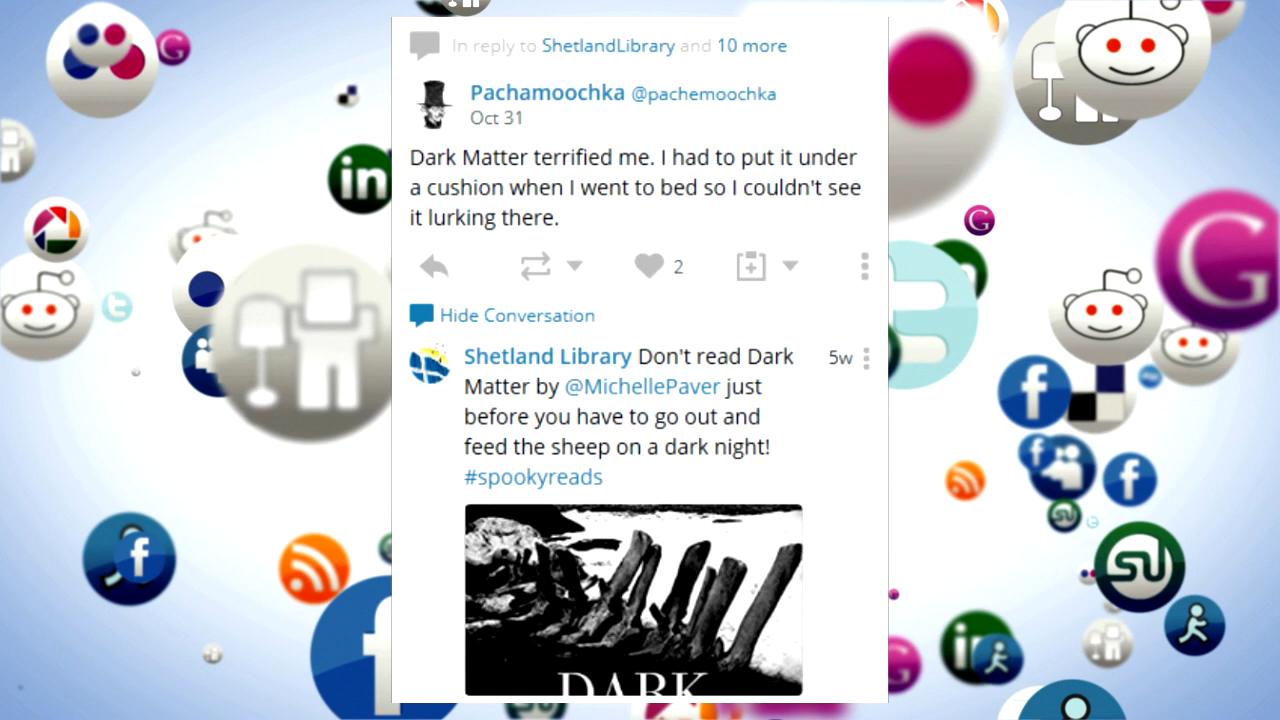 In reply to ShetlandLibrary and 10 more
Pachamoochka @pachemoochka
Oct 31
Dark Matter terrified me. I had to put it under
a cushion when I went to bed so I couldn't see
it lurking there.
2
Hide Conversation
Shetland Library Don't read Dark
5w
Matter by @MichellePaver just
before you have to go out and
feed the sheep on a dark night!
#spookyreads
DARK